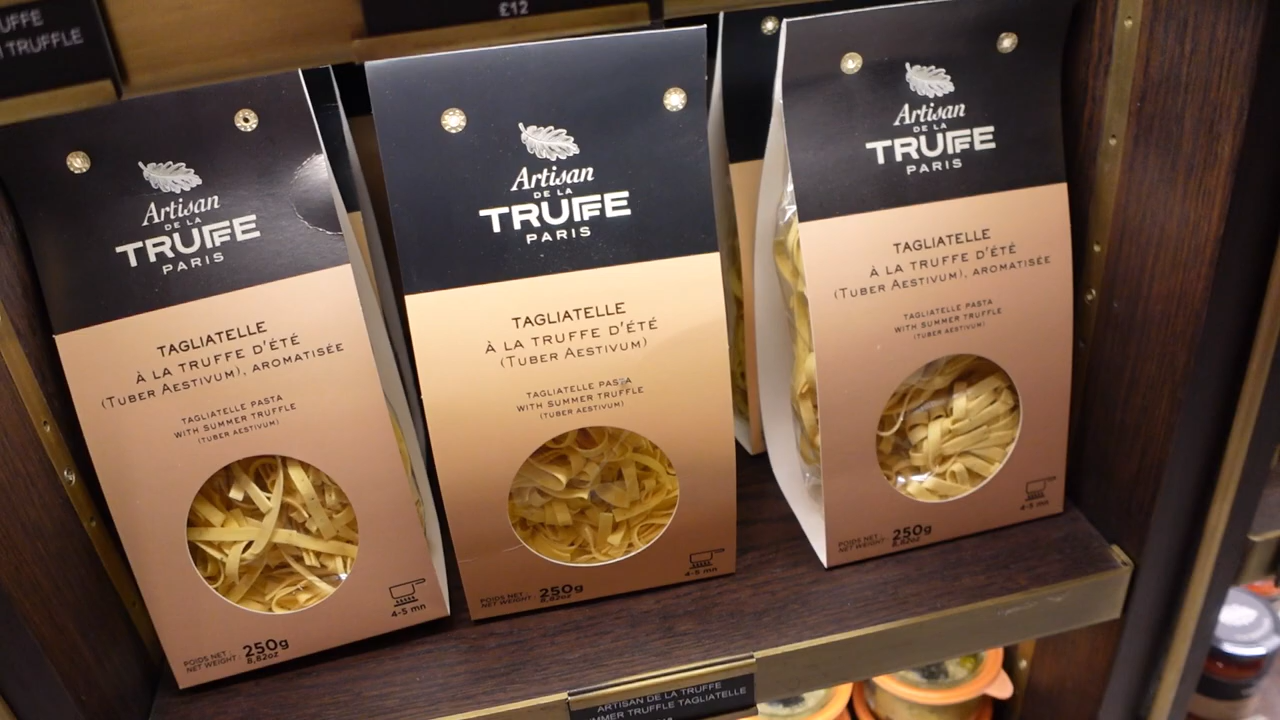 UFFE
TRUFFLE
£12
Artisan
DE LA
TRUFFE
PARIS
TAGLIATELLE
À LA TRUFFE D'ÉTÉ
(TUBER AESTIVUM), AROMATISÉE
TAGLIATELLE PASTA
WITH SUMMER TRUFFLE
(TUBER AESTIVUM)
4-5 mn
POIDS NET :
NET WEIGHT :
250g
8,82oz
Artisan
DE LA
TRUFFE
PARIS
TAGLIATELLE
À LA TRUFFE D'ÉTÉ
(TUBER AESTIVUM)
TAGLIATELLE PASTA
WITH SUMMER TRUFFLE
(TUBER AESTIVUM)
4-5 mn
POIDS NET :
NET WEIGHT :
250g
8,82oz
Artisan
DE LA
TRUFFE
PARIS
TAGLIATELLE
À LA TRUFFE D'ÉTÉ
(TUBER AESTIVUM), AROMATISÉE
TAGLIATELLE PASTA
WITH SUMMER TRUFFLE
(TUBER AESTIVUM)
4-5 mn
POIDS NET :
NET WEIGHT :
250g
8,82oz
ARTISAN DE LA TRUFFE
MMER TRUFFLE TAGLIATELLE